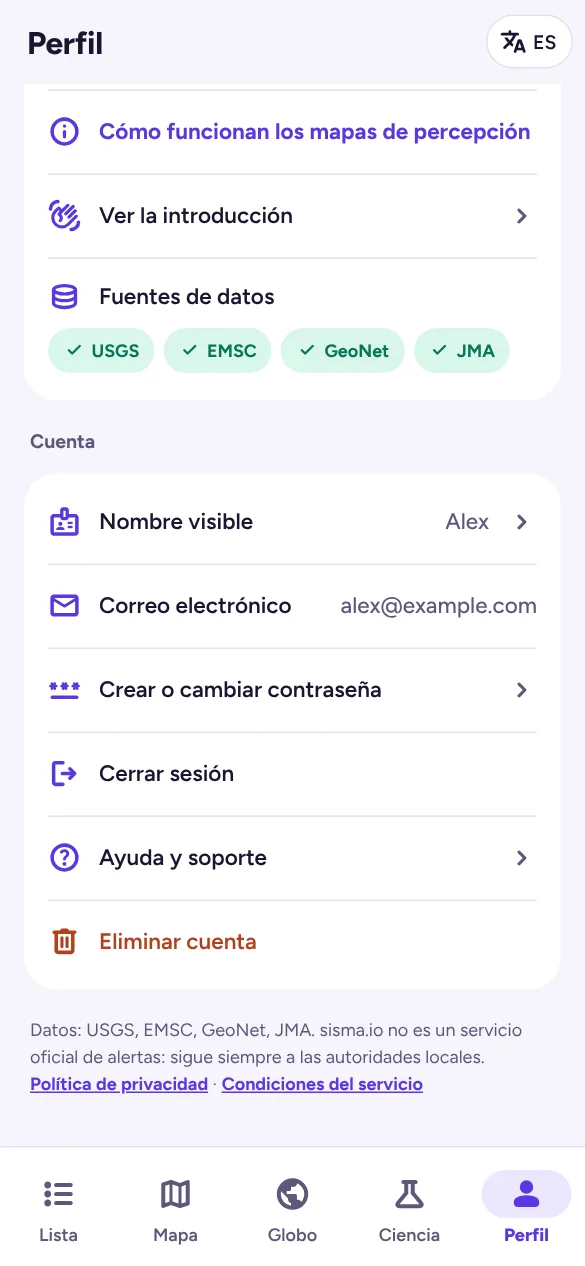 Perfil
ES
Cómo funcionan los mapas de percepción
Ver la introducción
Fuentes de datos
USGS
EMSC
GeoNet
JMA
Cuenta
Nombre visible
Alex
Correo electrónico
alex@example.com
Crear o cambiar contraseña
Cerrar sesión
Ayuda y soporte
Eliminar cuenta
Datos: USGS, EMSC, GeoNet, JMA. sisma.io no es un servicio
oficial de alertas: sigue siempre a las autoridades locales.
Política de privacidad · Condiciones del servicio
Lista
Mapa
Globo
Ciencia
Perfil